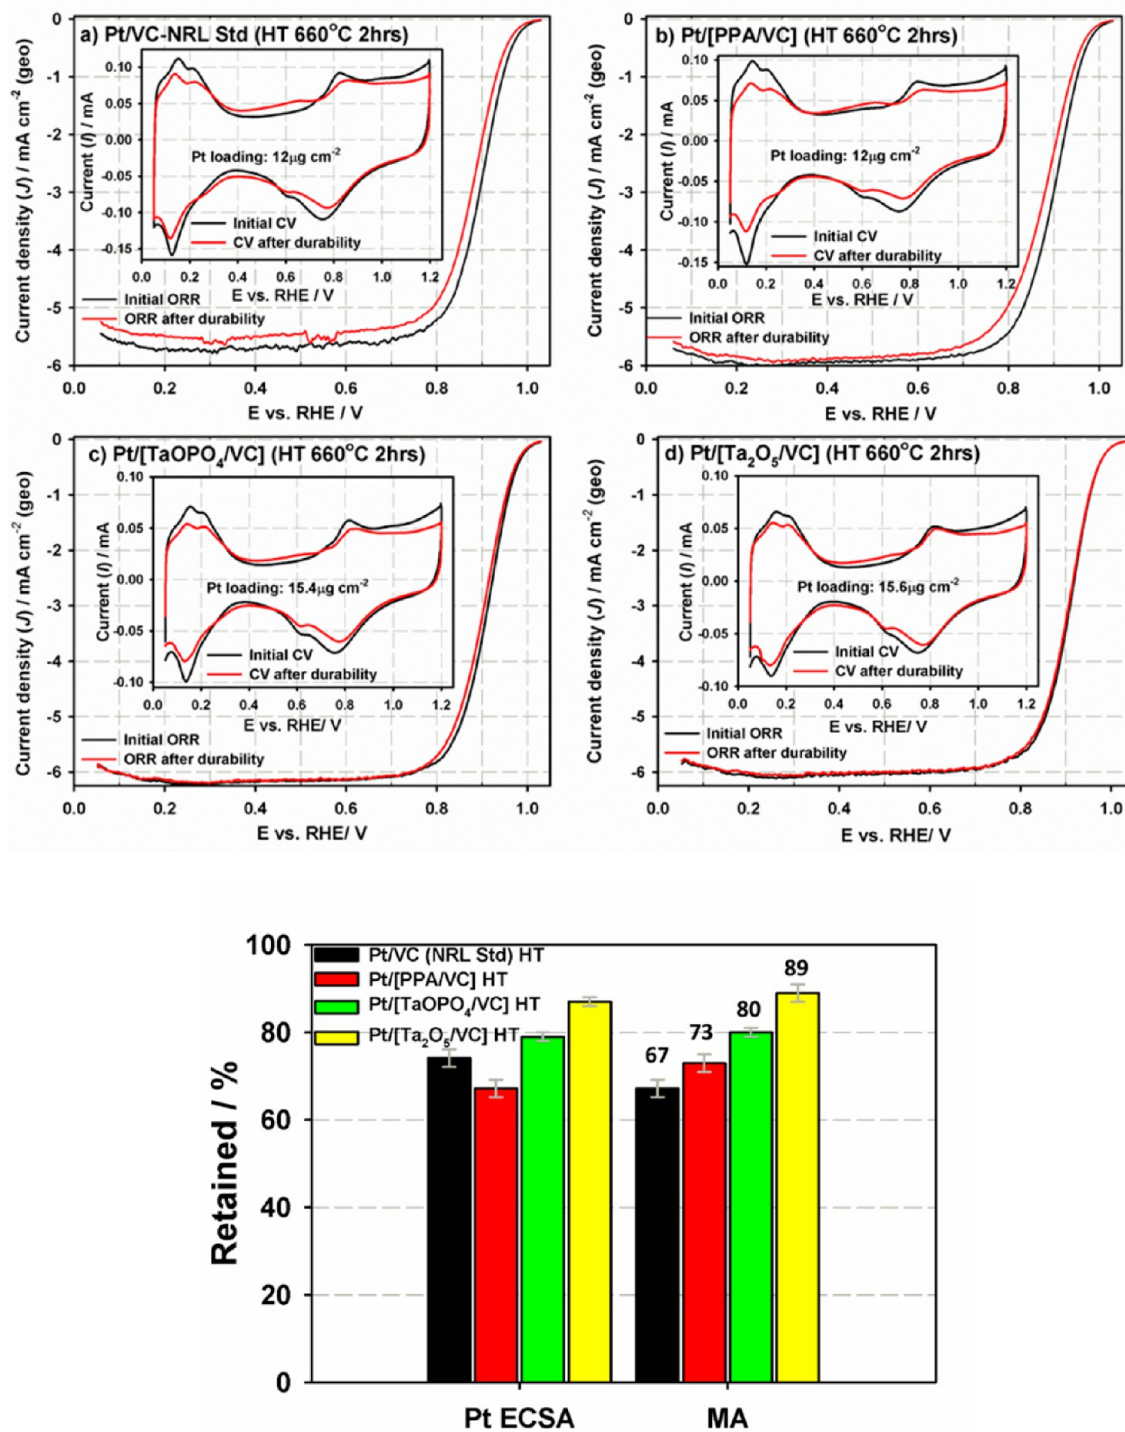 a) Pt/VC-NRL Std (HT 660°C 2hrs)
Current density (J) / mA cm⁻² (geo)
0
-1
-2
-3
-4
-5
-6
Current (I) / mA
0.10
0.05
0.00
-0.05
-0.10
-0.15
Pt loading: 12μg cm⁻²
Initial CV
CV after durability
0.0 0.2 0.4 0.6 0.8 1.0 1.2
E vs. RHE / V
Initial ORR
ORR after durability
0.0 0.2 0.4 0.6 0.8 1.0
E vs. RHE / V
b) Pt/[PPA/VC] (HT 660°C 2hrs)
Current density (J) / mA cm⁻² (geo)
0
-1
-2
-3
-4
-5
-6
Current (I) / mA
0.10
0.05
0.00
-0.05
-0.10
-0.15
Pt loading: 12μg cm⁻²
Initial CV
CV after durability
0.0 0.2 0.4 0.6 0.8 1.0 1.2
E vs. RHE / V
Initial ORR
ORR after durability
0.0 0.2 0.4 0.6 0.8 1.0
E vs. RHE / V
c) Pt/[TaOPO₄/VC] (HT 660°C 2hrs)
Current density (J) / mA cm⁻² (geo)
0
-1
-2
-3
-4
-5
-6
Current (I) / mA
0.10
0.05
0.00
-0.05
-0.10
Pt loading: 15.4μg cm⁻²
Initial CV
CV after durability
0.0 0.2 0.4 0.6 0.8 1.0 1.2
E vs. RHE/ V
Initial ORR
ORR after durability
0.0 0.2 0.4 0.6 0.8 1.0
E vs. RHE/ V
d) Pt/[Ta₂O₅/VC] (HT 660°C 2hrs)
Current density (J) / mA cm⁻² (geo)
0
-1
-2
-3
-4
-5
-6
Current (I) / mA
0.10
0.05
0.00
-0.05
-0.10
Pt loading: 15.6μg cm⁻²
Initial CV
CV after durability
0.0 0.2 0.4 0.6 0.8 1.0 1.2
E vs. RHE/ V
Initial ORR
ORR after durability
0.0 0.2 0.4 0.6 0.8 1.0
E vs. RHE/ V
Retained / %
100
80
60
40
20
0
Pt/VC (NRL Std) HT
Pt/[PPA/VC] HT
Pt/[TaOPO₄/VC] HT
Pt/[Ta₂O₅/VC] HT
67 73 80 89
Pt ECSA MA